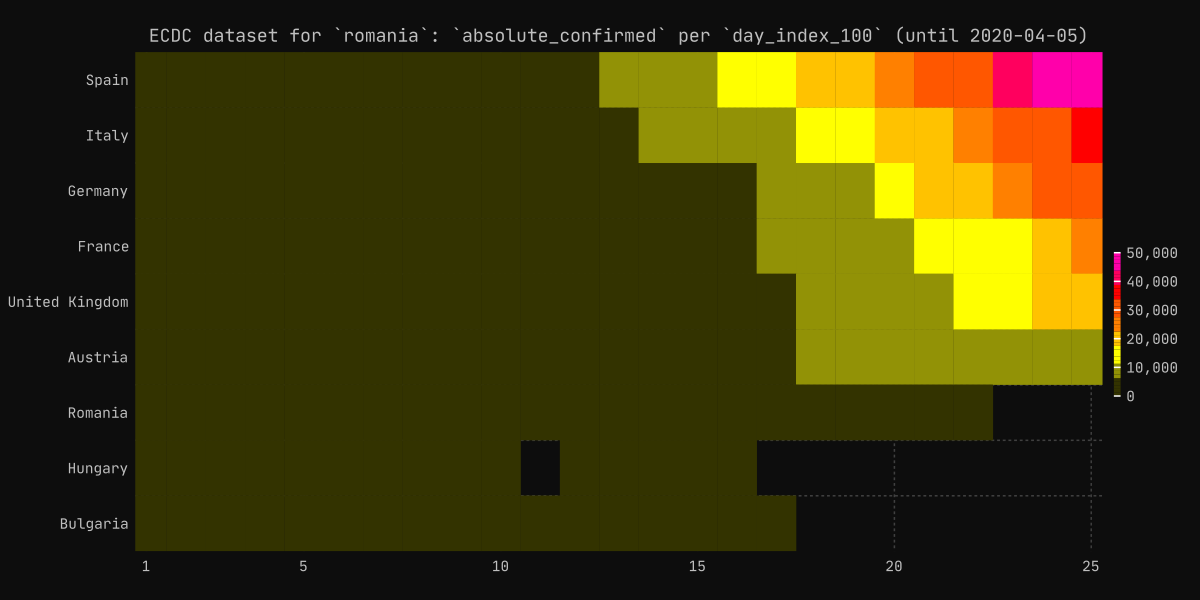 ECDC dataset for `romania`: `absolute_confirmed` per `day_index_100` (until 2020-04-05)
Spain
Italy
Germany
France
United Kingdom
Austria
Romania
Hungary
Bulgaria
1 5 10 15 20 25
50,000
40,000
30,000
20,000
10,000
0